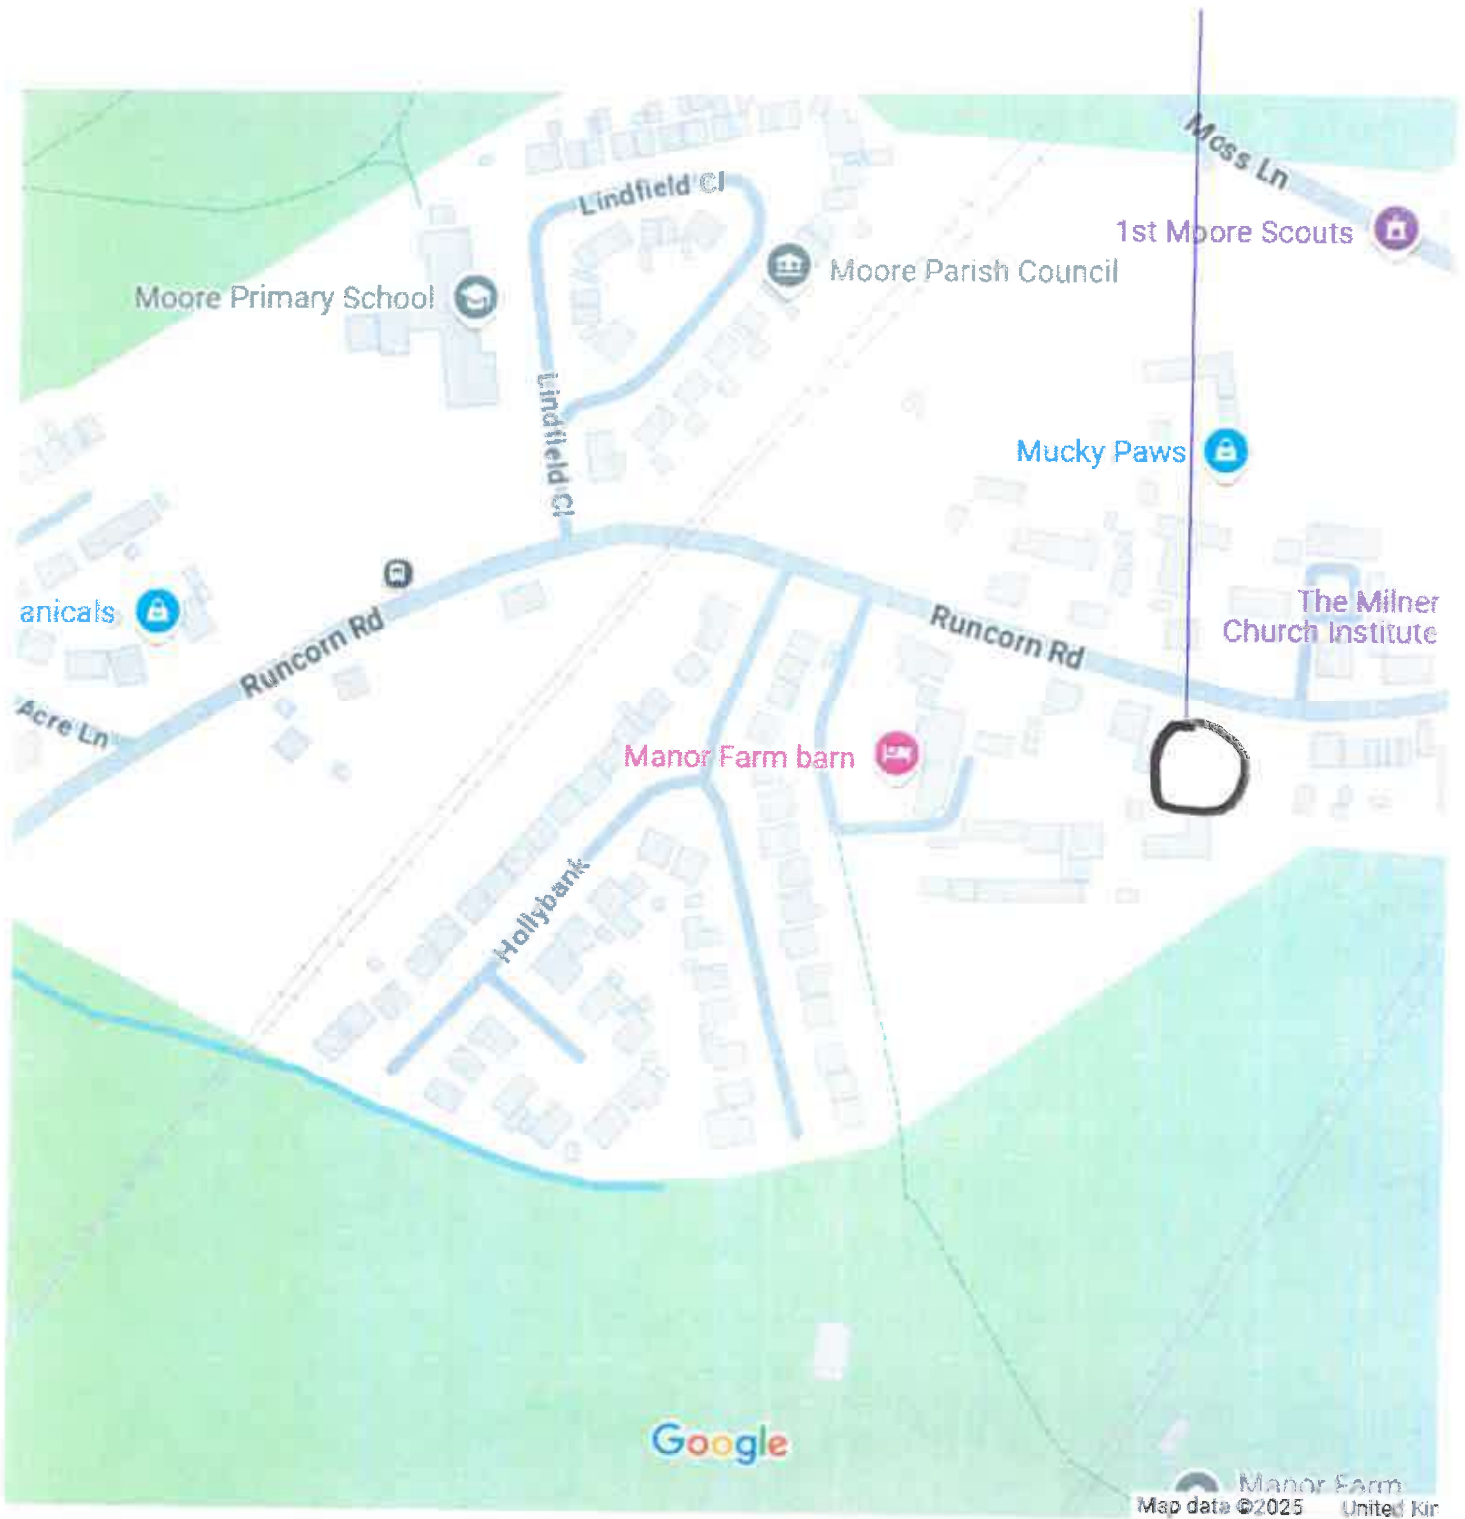 Moss Ln
Lindfield Cl
1st Moore Scouts
Moore Parish Council
Moore Primary School
Lindfield Cl
Mucky Paws
anicals
Runcorn Rd
The Milner
Church Institute
Runcorn Rd
Acre Ln
Manor Farm barn
Hollybank
Google
Manor Farm
Map data ©2025
United Kin